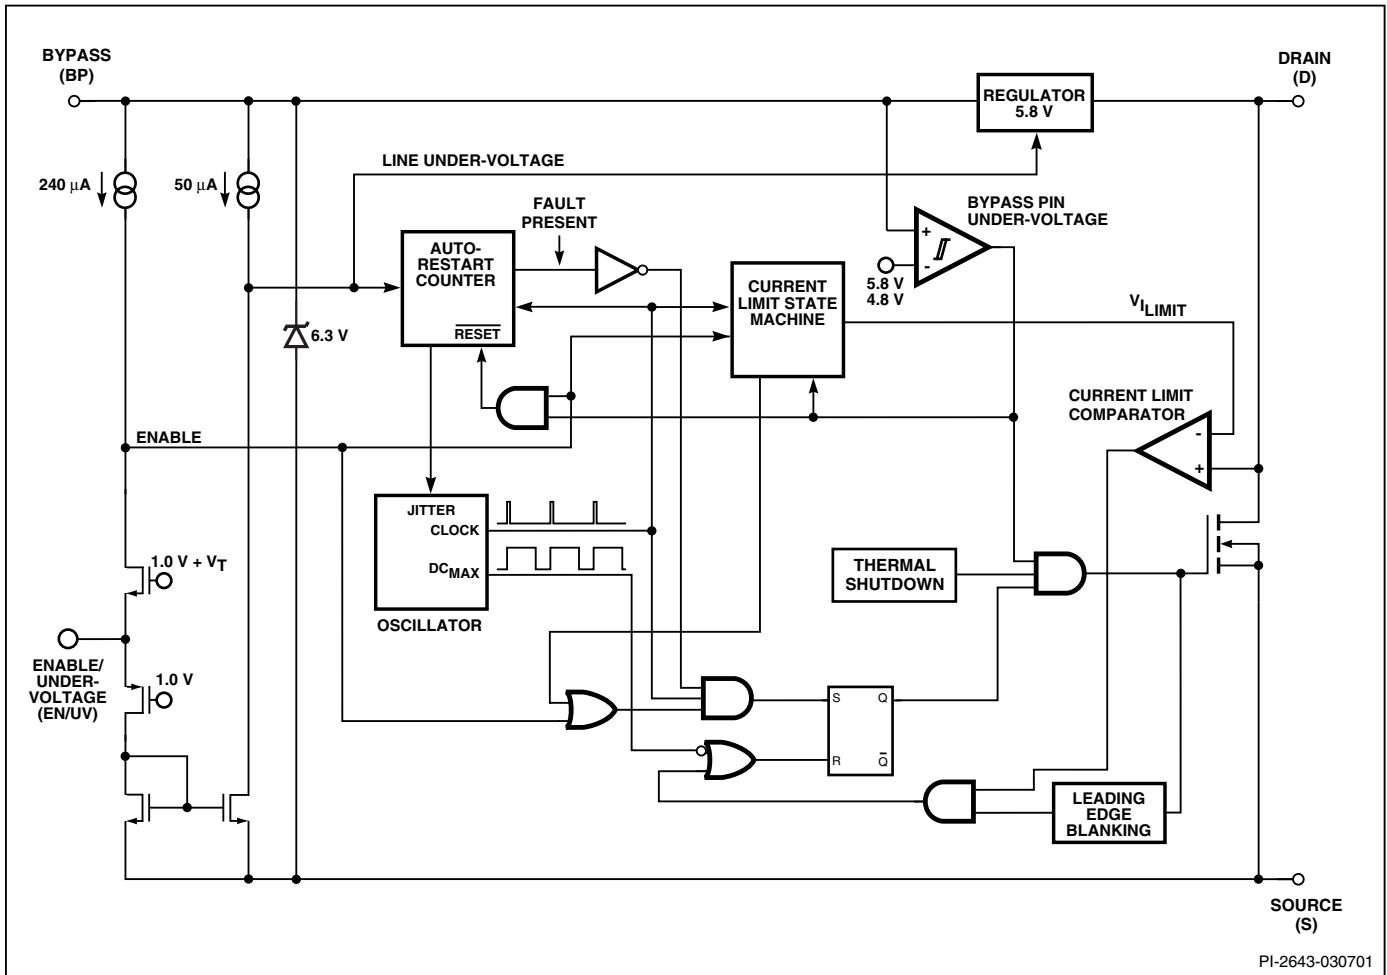 BYPASS
(BP)
DRAIN
(D)
REGULATOR
5.8 V
LINE UNDER-VOLTAGE
240 µA
50 µA
FAULT
PRESENT
BYPASS PIN
UNDER-VOLTAGE
AUTO-
RESTART
COUNTER
RESET
+
-
5.8 V
4.8 V
CURRENT
LIMIT STATE
MACHINE
VILIMIT
6.3 V
CURRENT LIMIT
COMPARATOR
-
+
ENABLE
JITTER
CLOCK
DCMAX
OSCILLATOR
1.0 V + VT
THERMAL
SHUTDOWN
ENABLE/
UNDER-
VOLTAGE
(EN/UV)
1.0 V
S Q
R Q̅
LEADING
EDGE
BLANKING
SOURCE
(S)
PI-2643-030701